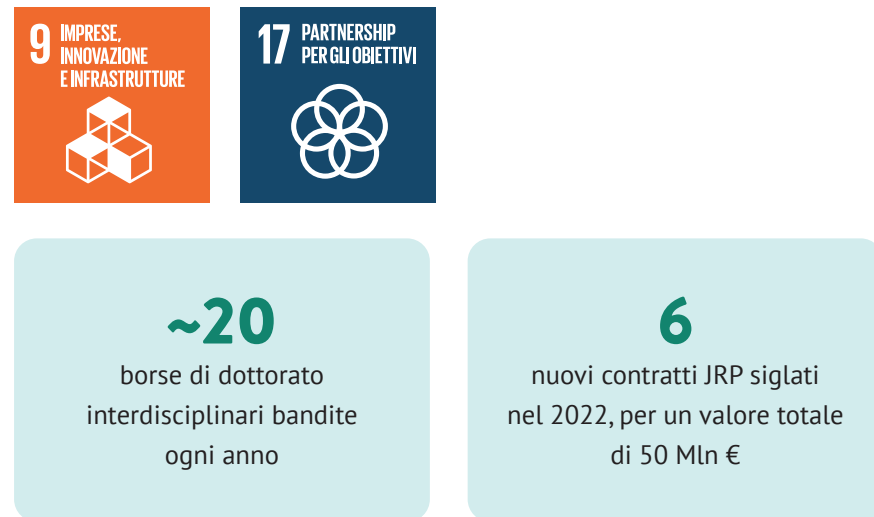 9 IMPRESE,
INNOVAZIONE
E INFRASTRUTTURE
17 PARTNERSHIP
PER GLI OBIETTIVI
~20
borse di dottorato
interdisciplinari bandite
ogni anno
6
nuovi contratti JRP siglati
nel 2022, per un valore totale
di 50 Mln €